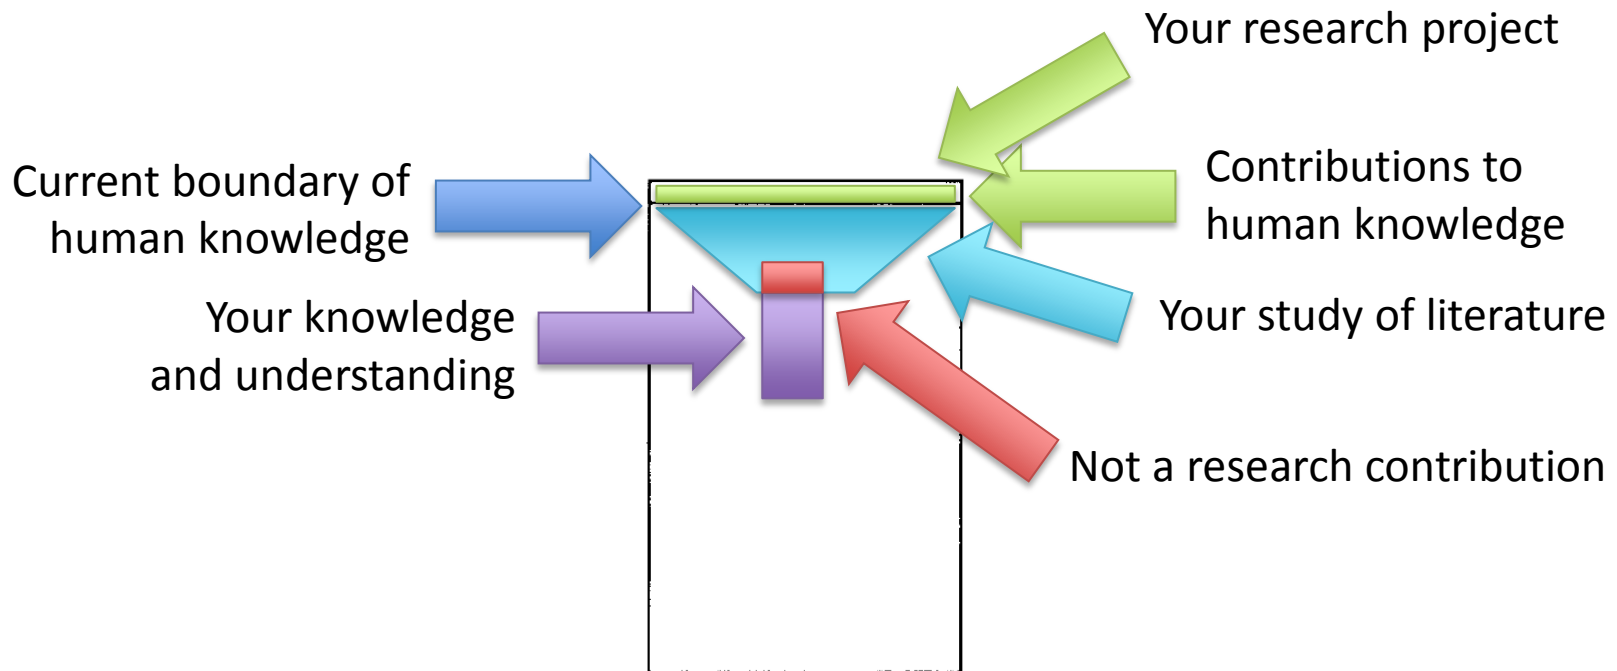 Your research project
Current boundary of
human knowledge
Contributions to
human knowledge
Your knowledge
and understanding
Your study of literature
Not a research contribution